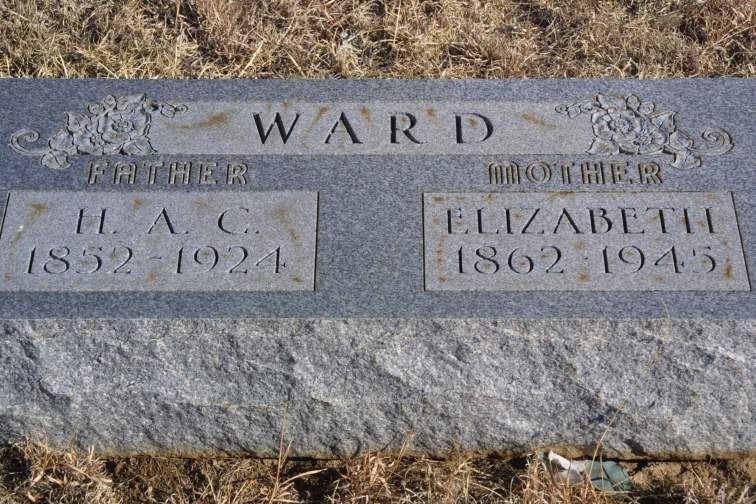 WARD
FATHER MOTHER
H. A. C. ELIZABETH
1852 - 1924 1862 - 1945